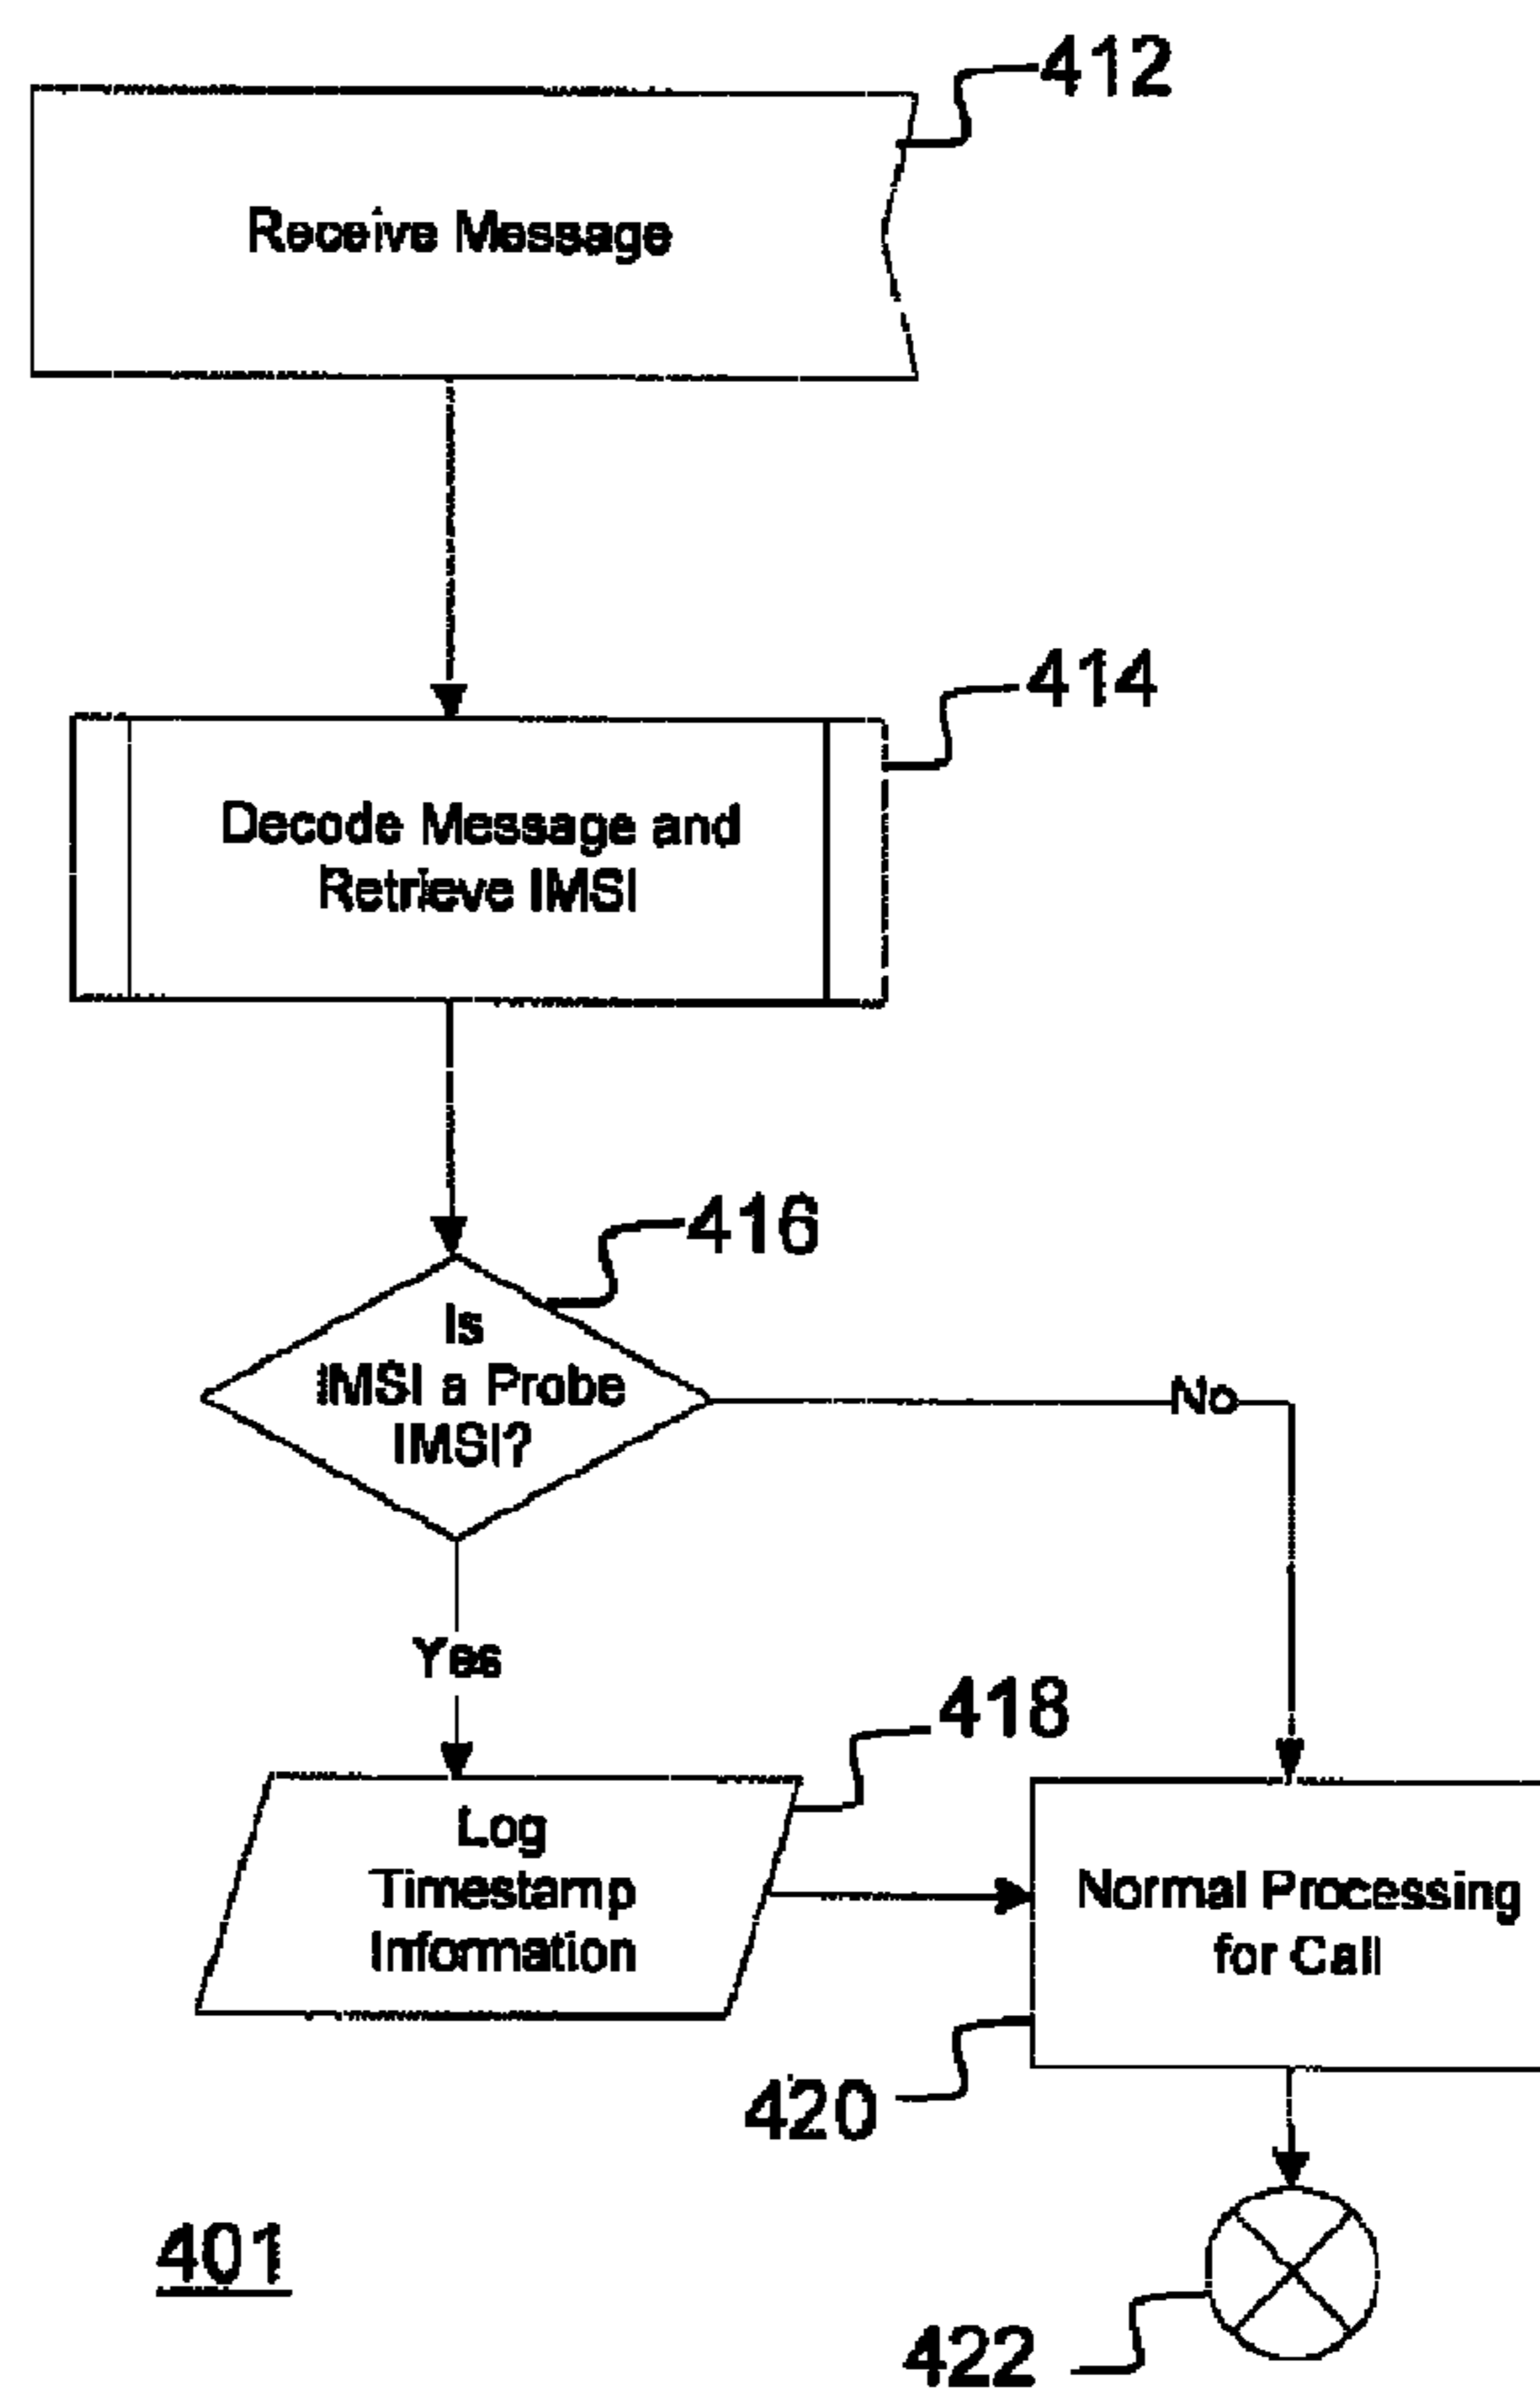 412
Receive Message
414
Decode Message and
Retrieve IMSI
416
Is
IMSI a Probe
IMSI?
No
Yes
418
Log
Timestamp
Information
Normal Processing
for Call
420
401
422